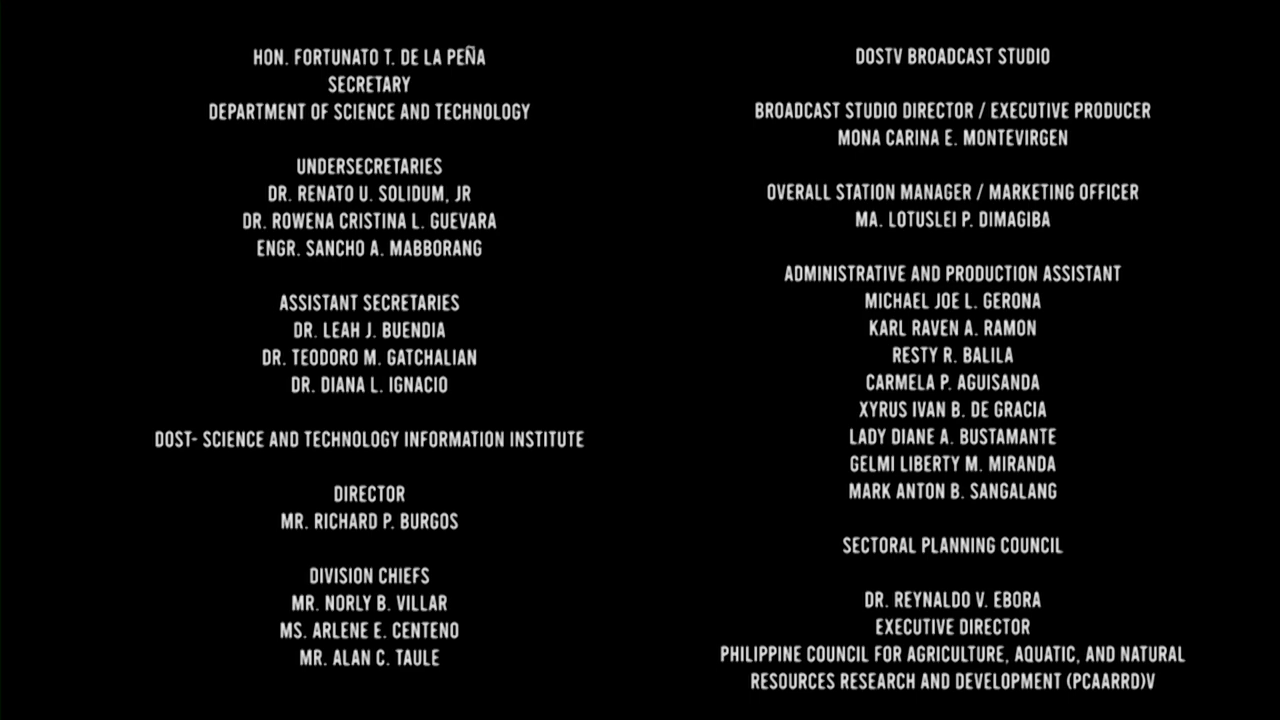 HON. FORTUNATO T. DE LA PEÑA
SECRETARY
DEPARTMENT OF SCIENCE AND TECHNOLOGY
UNDERSECRETARIES
DR. RENATO U. SOLIDUM, JR
DR. ROWENA CRISTINA L. GUEVARA
ENGR. SANCHO A. MABBORANG
ASSISTANT SECRETARIES
DR. LEAH J. BUENDIA
DR. TEODORO M. GATCHALIAN
DR. DIANA L. IGNACIO
DOST- SCIENCE AND TECHNOLOGY INFORMATION INSTITUTE
DIRECTOR
MR. RICHARD P. BURGOS
DIVISION CHIEFS
MR. NORLY B. VILLAR
MS. ARLENE E. CENTENO
MR. ALAN C. TAULE
DOSTV BROADCAST STUDIO
BROADCAST STUDIO DIRECTOR / EXECUTIVE PRODUCER
MONA CARINA E. MONTEVIRGEN
OVERALL STATION MANAGER / MARKETING OFFICER
MA. LOTUSLEI P. DIMAGIBA
ADMINISTRATIVE AND PRODUCTION ASSISTANT
MICHAEL JOE L. GERONA
KARL RAVEN A. RAMON
RESTY R. BALILA
CARMELA P. AGUISANDA
XYRUS IVAN B. DE GRACIA
LADY DIANE A. BUSTAMANTE
GELMI LIBERTY M. MIRANDA
MARK ANTON B. SANGALANG
SECTORAL PLANNING COUNCIL
DR. REYNALDO V. EBORA
EXECUTIVE DIRECTOR
PHILIPPINE COUNCIL FOR AGRICULTURE, AQUATIC, AND NATURAL
RESOURCES RESEARCH AND DEVELOPMENT (PCAARRD)V